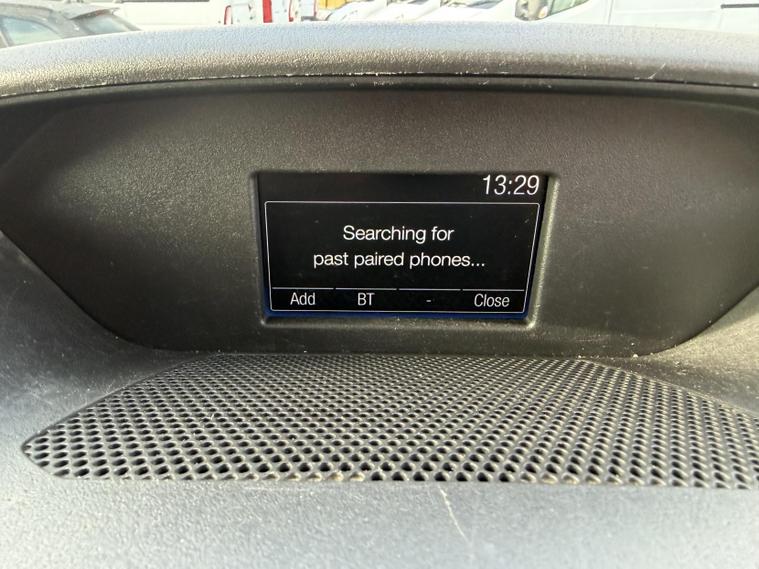 13:29
Searching for
past paired phones...
Add BT - Close